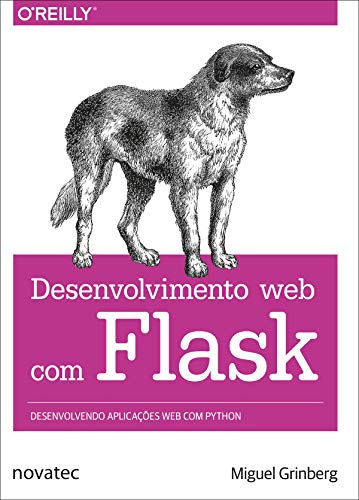 O'REILLY®
Desenvolvimento web
com Flask
DESENVOLVENDO APLICAÇÕES WEB COM PYTHON
novatec
Miguel Grinberg